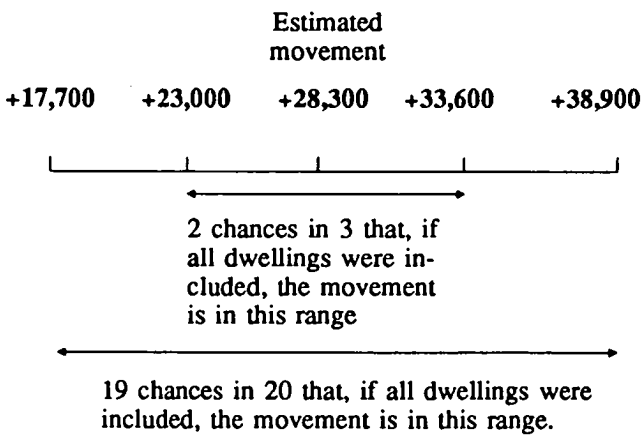 Estimated
movement
+17,700 +23,000 +28,300 +33,600 +38,900
2 chances in 3 that, if
all dwellings were in-
cluded, the movement
is in this range
19 chances in 20 that, if all dwellings were
included, the movement is in this range.